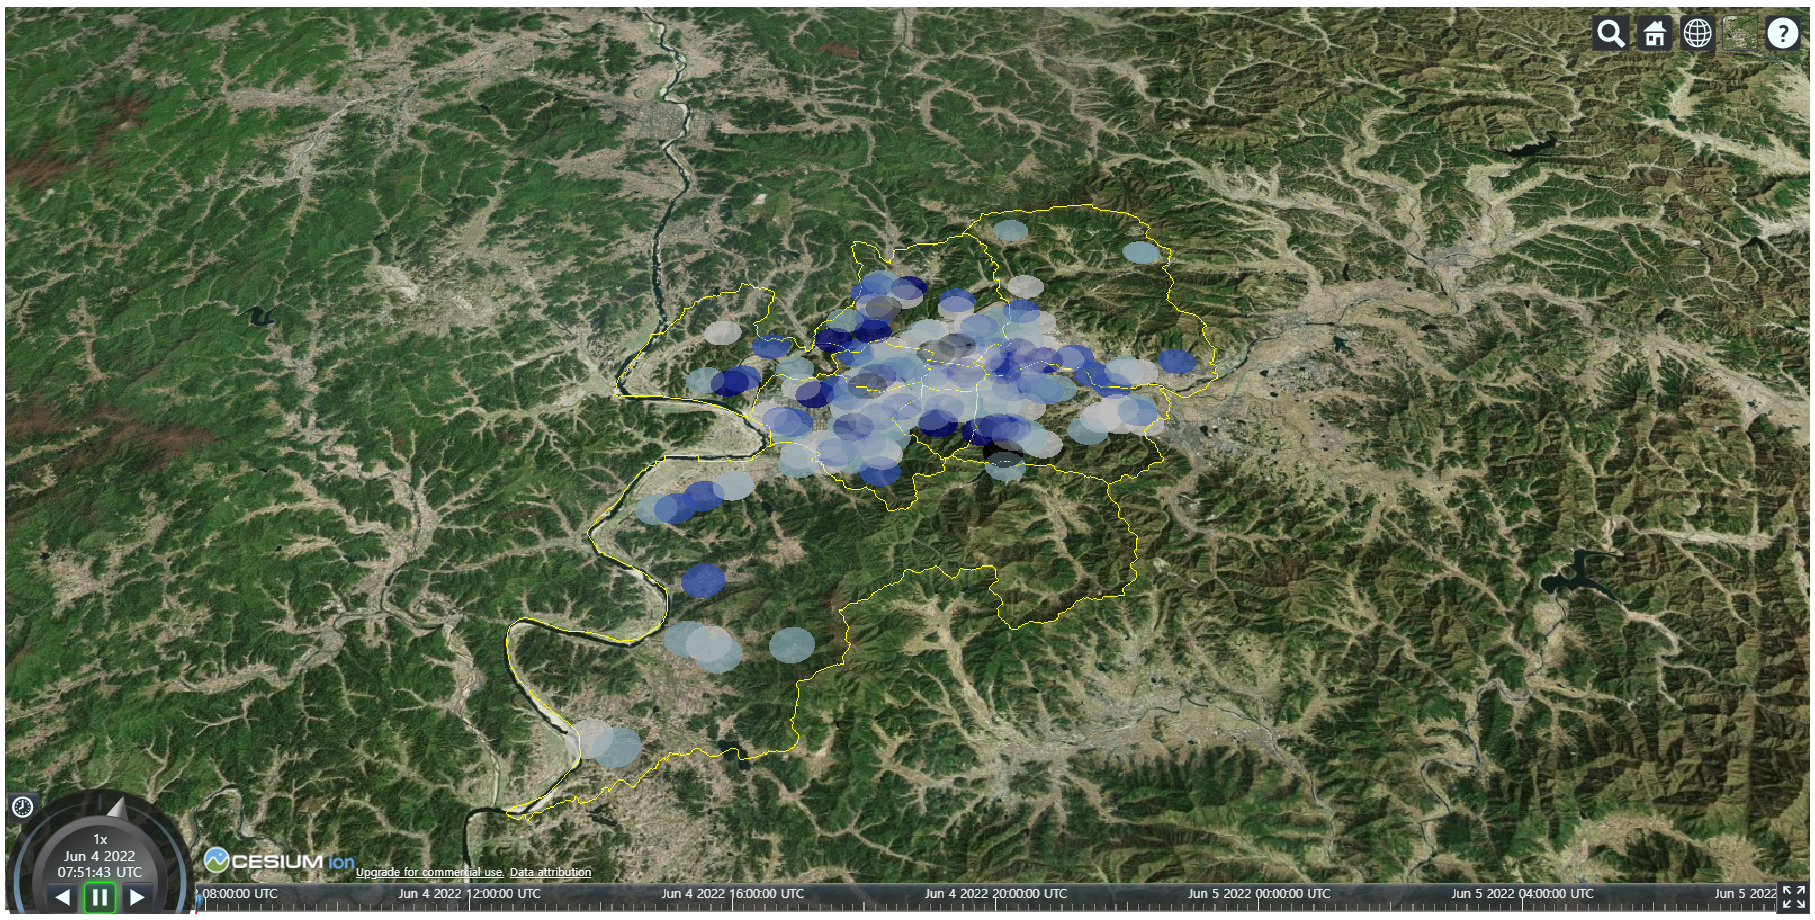 ?
1x
Jun 4 2022
07:51:43 UTC
CESIUM ion
Upgrade for commercial use. Data attribution
08:00:00 UTC Jun 4 2022 12:00:00 UTC Jun 4 2022 16:00:00 UTC Jun 4 2022 20:00:00 UTC Jun 5 2022 00:00:00 UTC Jun 5 2022 04:00:00 UTC Jun 5 2022